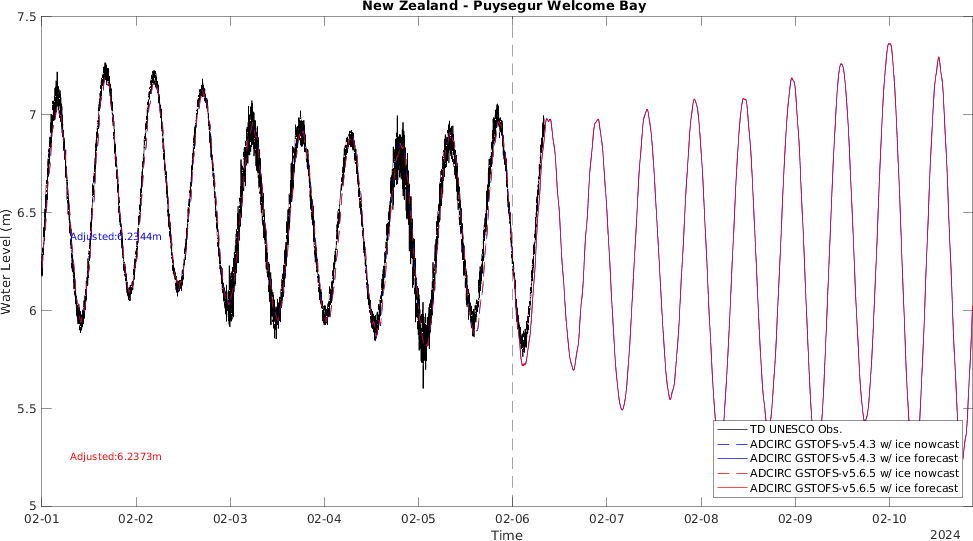 New Zealand - Puysegur Welcome Bay
7.5
7
6.5
6
5.5
5
Water Level (m)
Adjusted:6.2344m
Adjusted:6.2373m
TD UNESCO Obs.
ADCIRC GSTOFS-v5.4.3 w/ ice nowcast
ADCIRC GSTOFS-v5.4.3 w/ ice forecast
ADCIRC GSTOFS-v5.6.5 w/ ice nowcast
ADCIRC GSTOFS-v5.6.5 w/ ice forecast
02-01 02-02 02-03 02-04 02-05 02-06 02-07 02-08 02-09 02-10
Time
2024